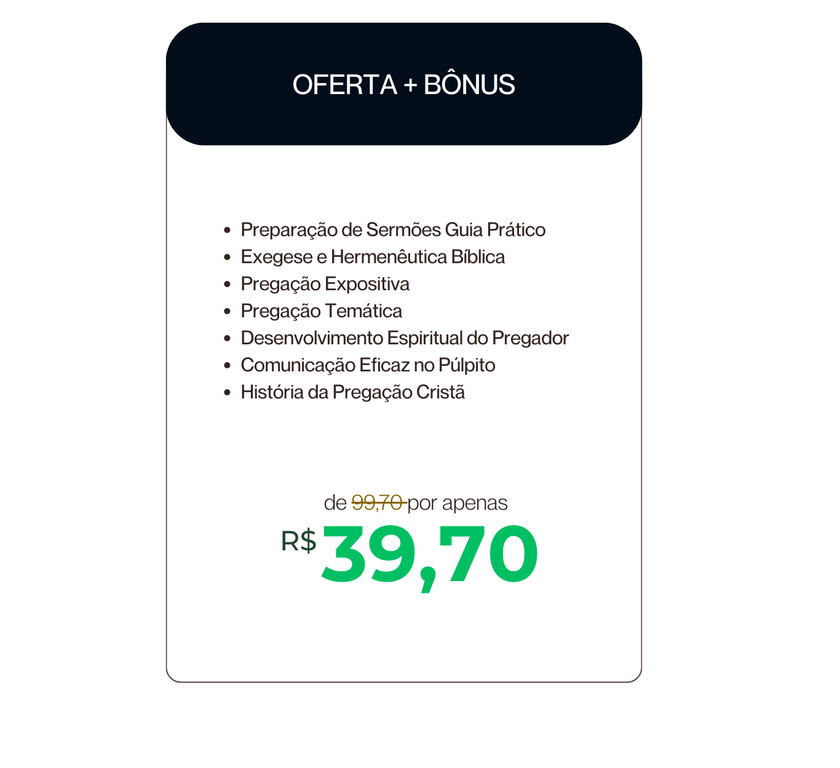 OFERTA + BÔNUS
• Preparação de Sermões Guia Prático
• Exegese e Hermenêutica Bíblica
• Pregação Expositiva
• Pregação Temática
• Desenvolvimento Espiritual do Pregador
• Comunicação Eficaz no Púlpito
• História da Pregação Cristã
de 99,70 por apenas
R$ 39,70